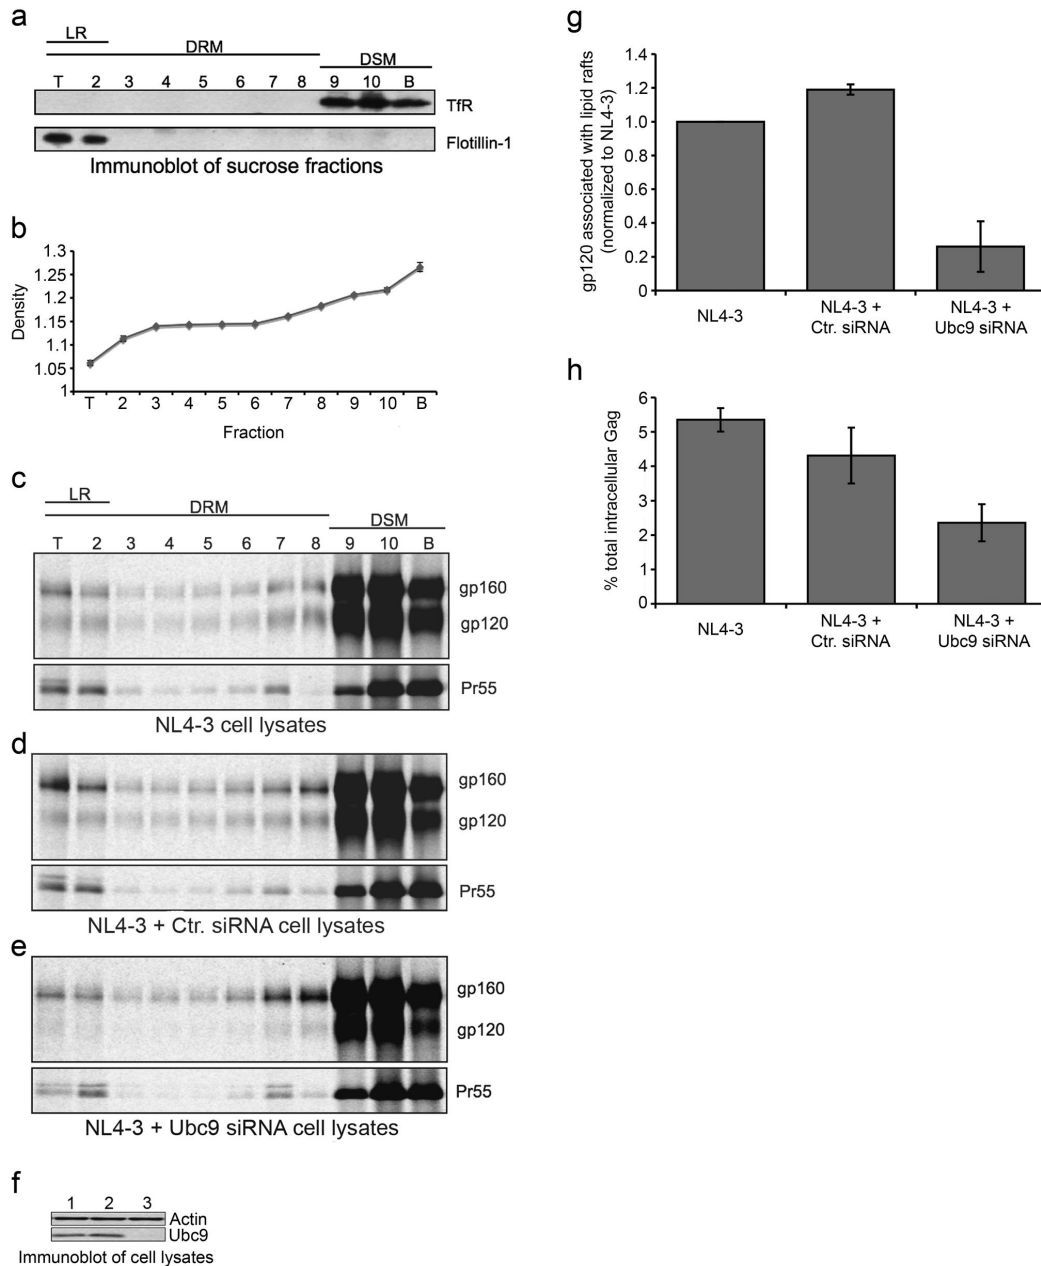 a
LR
DRM
DSM
T 2 3 4 5 6 7 8 9 10 B
TfR
Flotillin-1
Immunoblot of sucrose fractions
b
1.3
1.25
1.2
1.15
1.1
1.05
1
Density
T 2 3 4 5 6 7 8 9 10 B
Fraction
c
LR
DRM
DSM
T 2 3 4 5 6 7 8 9 10 B
gp160
gp120
Pr55
NL4-3 cell lysates
d
gp160
gp120
Pr55
NL4-3 + Ctr. siRNA cell lysates
e
gp160
gp120
Pr55
NL4-3 + Ubc9 siRNA cell lysates
f
1 2 3
Actin
Ubc9
Immunoblot of cell lysates
g
gp120 associated with lipid rafts
(normalized to NL4-3)
1.4
1.2
1.0
0.8
0.6
0.4
0.2
0
NL4-3
NL4-3 +
Ctr. siRNA
NL4-3 +
Ubc9 siRNA
h
% total intracellular Gag
6
5
4
3
2
1
0
NL4-3
NL4-3 +
Ctr. siRNA
NL4-3 +
Ubc9 siRNA